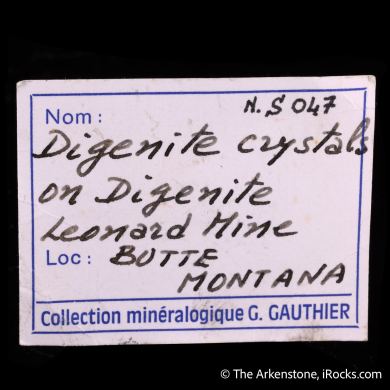 N. S 047
Nom :
Digenite crystals
on Digenite
Leonard Mine
Loc : BUTTE
MONTANA
Collection minéralogique G. GAUTHIER
© The Arkenstone, iRocks.com